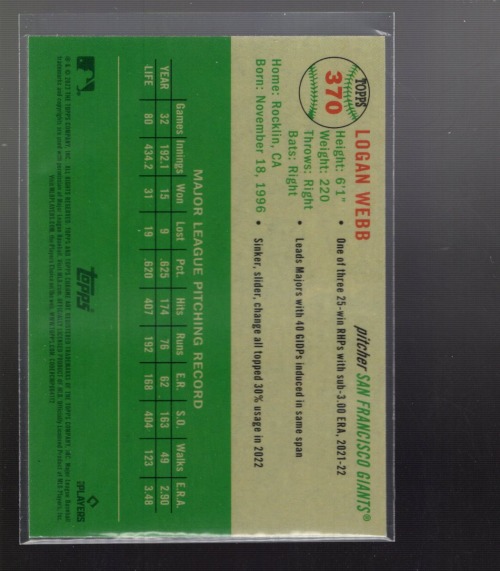 TOPPS
370
LOGAN WEBB
pitcher SAN FRANCISCO GIANTS®
Height: 6'1"
Weight: 220
Throws: Right
Bats: Right
Home: Rocklin, CA
Born: November 18, 1996
• One of three 25-win RHPs with sub-3.00 ERA, 2021-22
• Leads Majors with 40 GIDPs induced in same span
• Sinker, slider, change all topped 30% usage in 2022
MAJOR LEAGUE PITCHING RECORD
Games Innings Won Lost Pct. Hits Runs E.R. S.O. Walks E.R.A.
YEAR 32 192.1 15 9 .625 174 76 62 163 49 2.90
LIFE 80 434.2 31 19 .620 407 192 168 404 123 3.48
topps®
PLAYERS